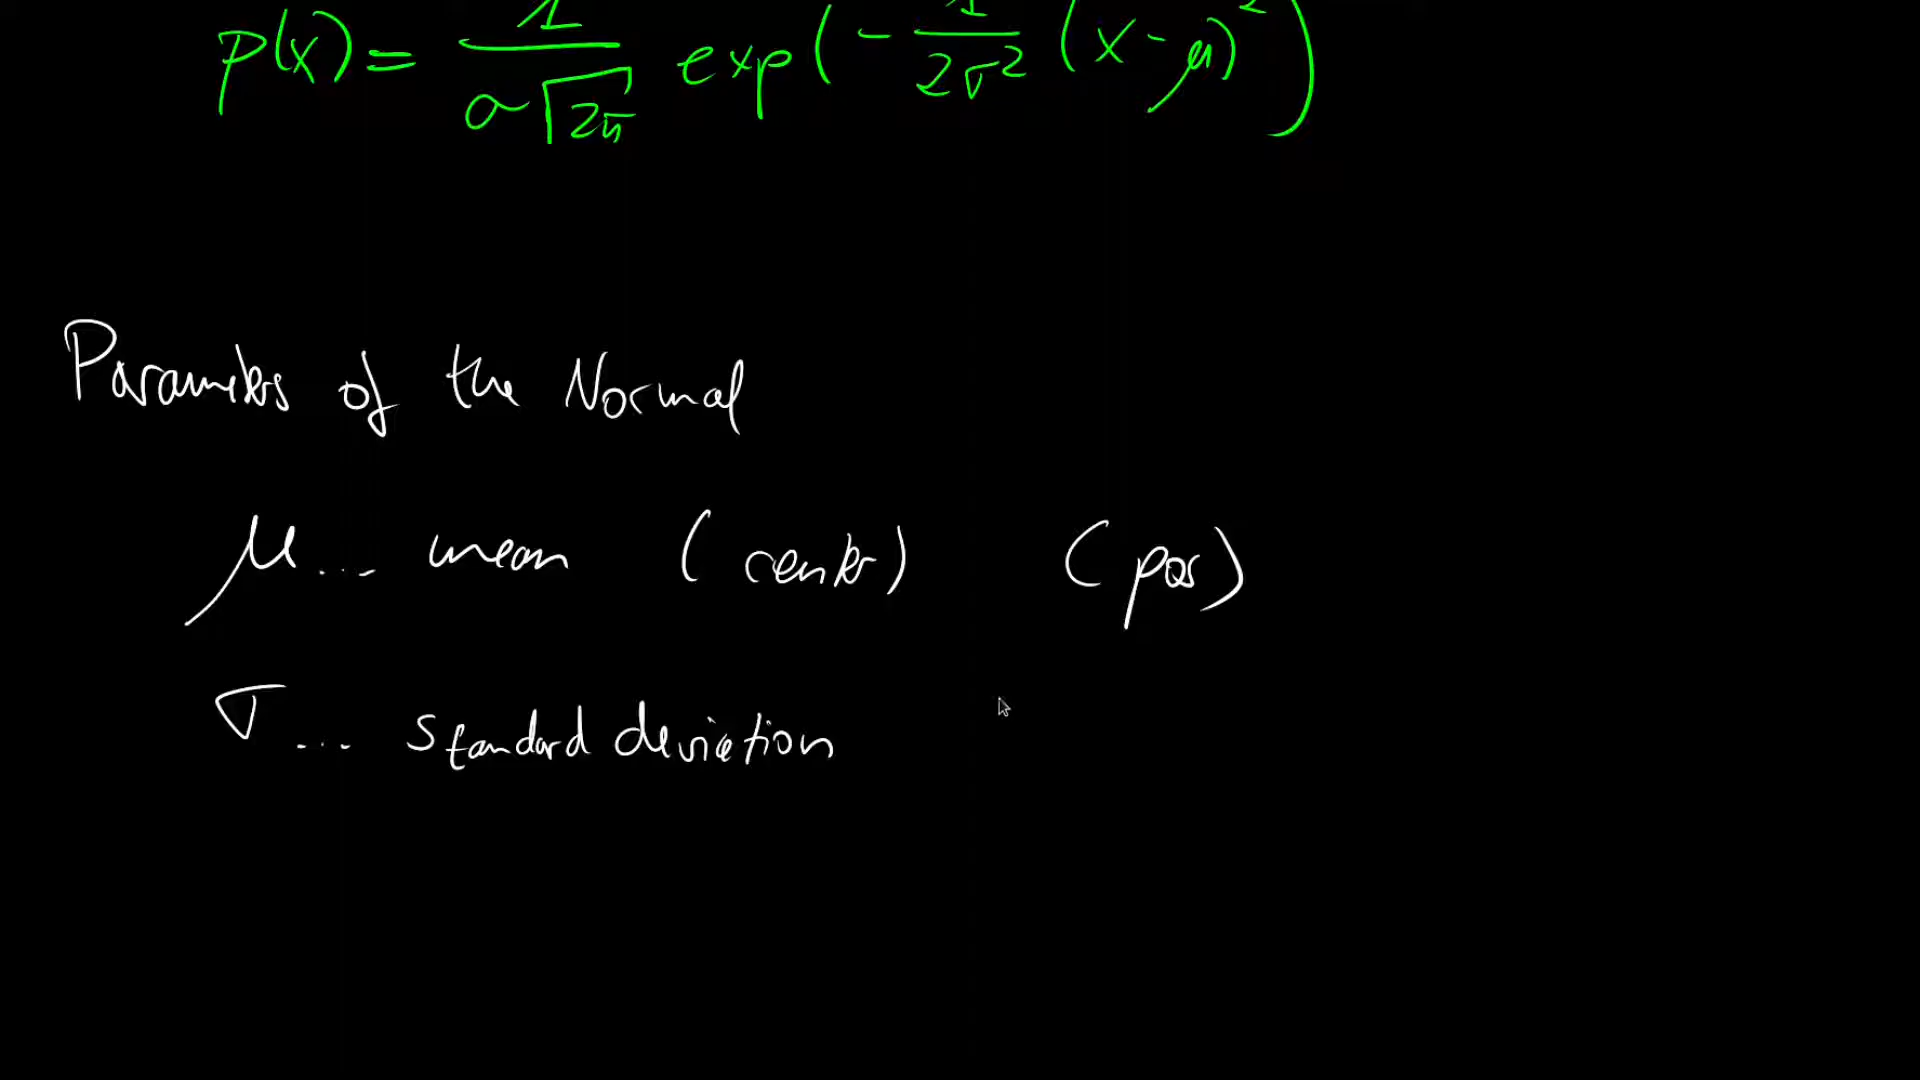 p(x) = 1/(σ√(2π)) exp(-1/(2σ²) (x-μ)²)
Parameters of the Normal
μ... mean (center) (pos)
σ... standard deviation